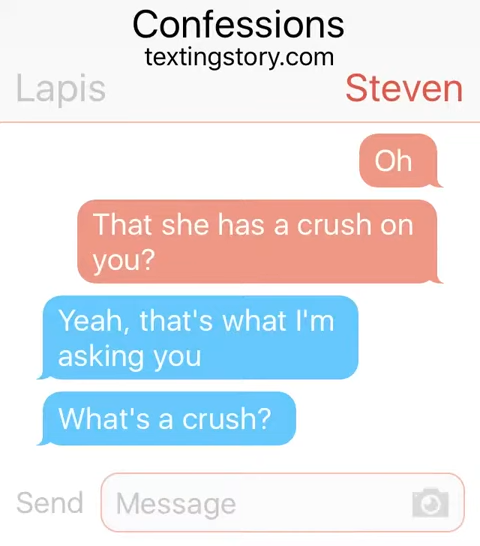 Confessions
textingstory.com
Lapis
Steven
Oh
That she has a crush on
you?
Yeah, that's what I'm
asking you
What's a crush?
Send
Message